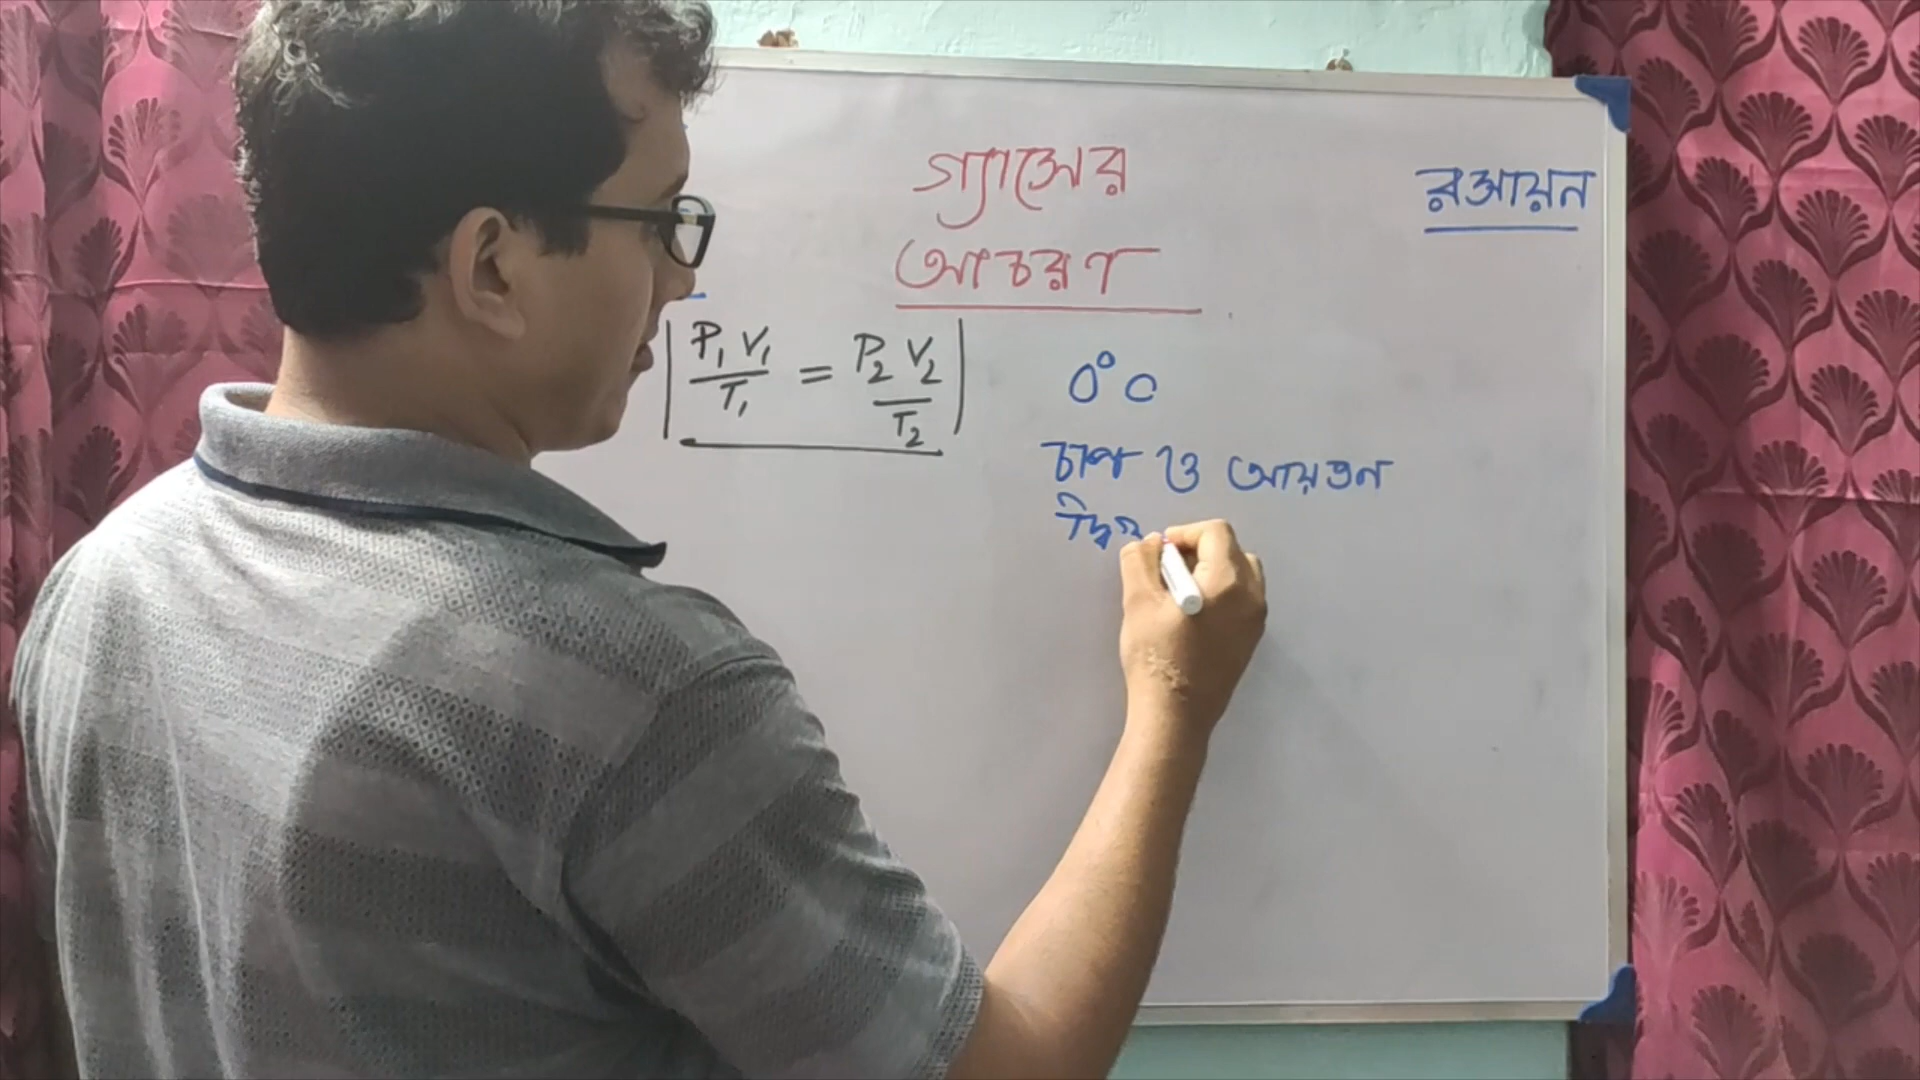 গ্যাসের
আচরণ
রসায়ন
P₁V₁/T₁ = P₂V₂/T₂
0°C
চাপ ও আয়তন